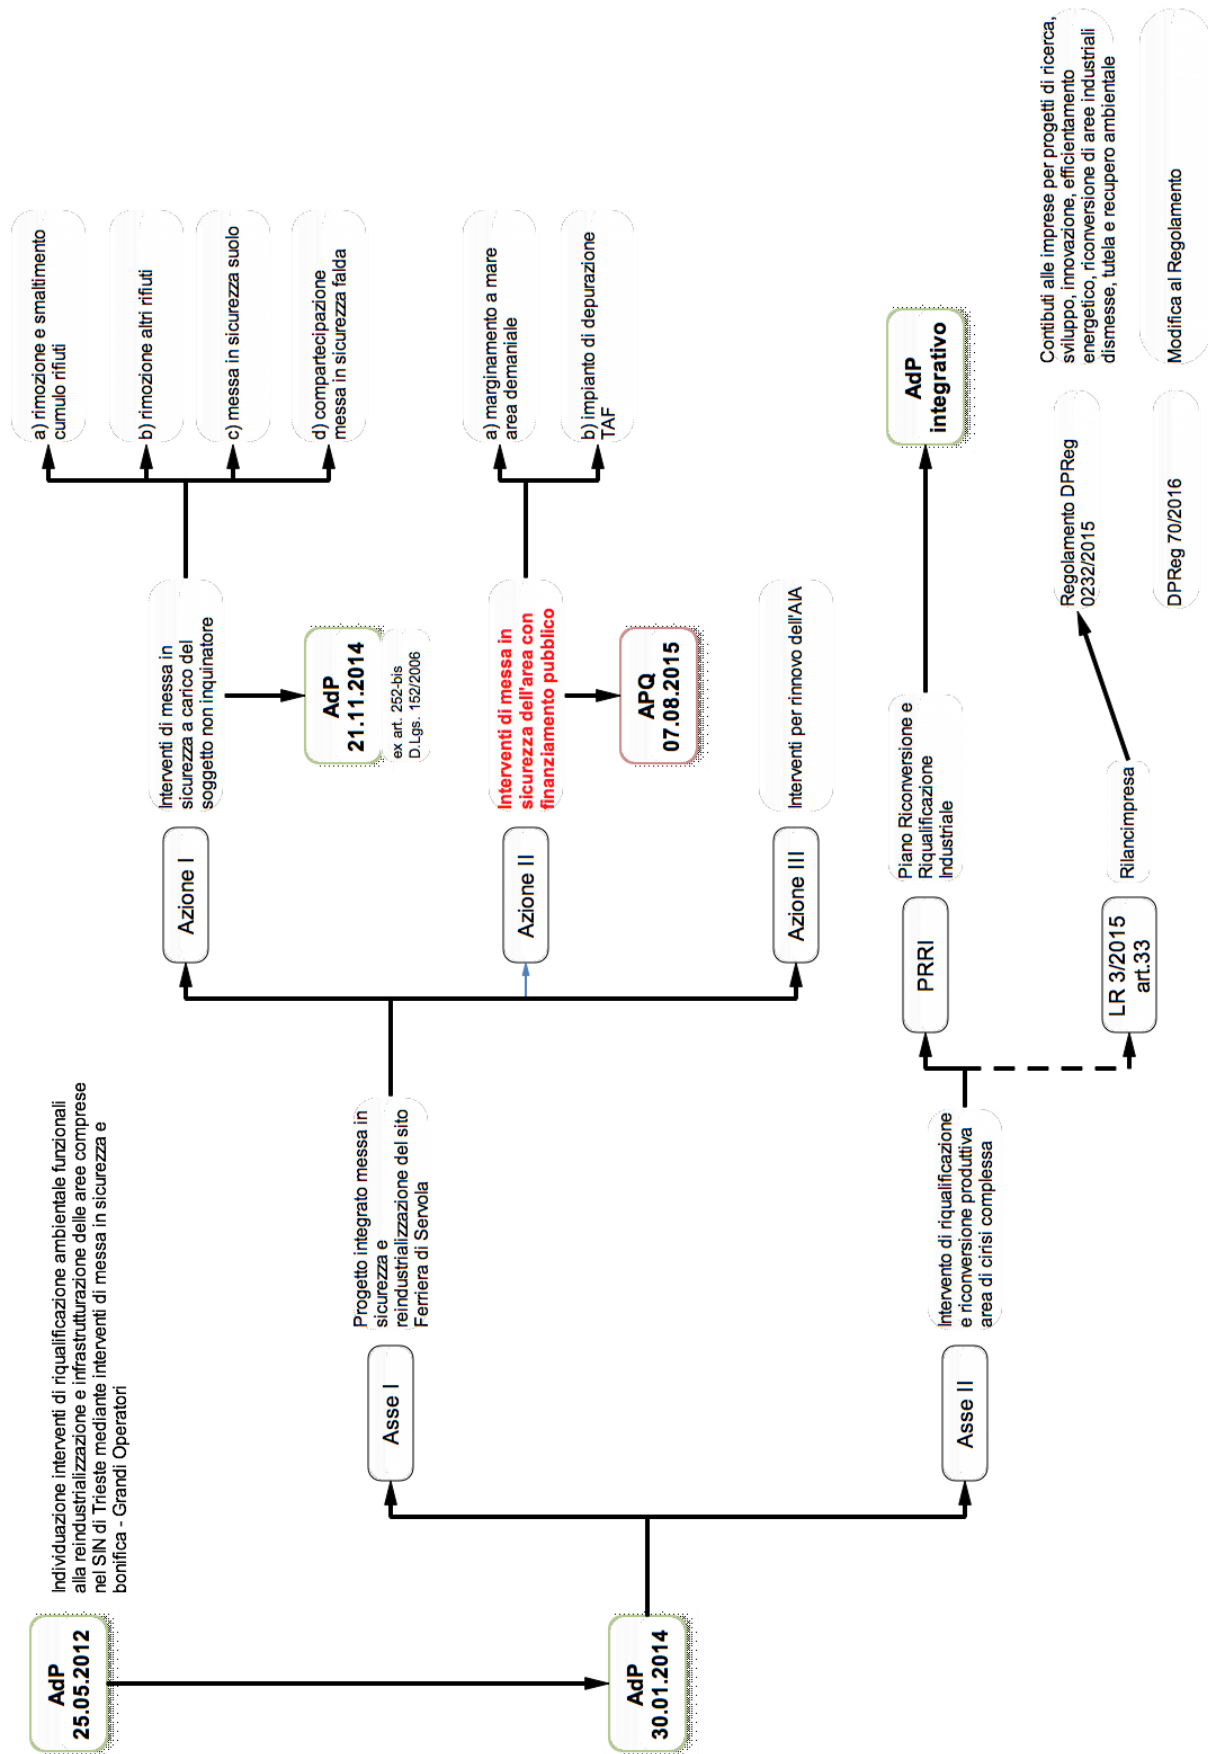 AdP
25.05.2012
Individuazione interventi di riqualificazione ambientale funzionali
alla reindustrializzazione e infrastrutturazione delle aree comprese
nel SIN di Trieste mediante interventi di messa in sicurezza e
bonifica - Grandi Operatori
AdP
30.01.2014
Asse I
Progetto integrato messa in
sicurezza e
reindustrializzazione del sito
Ferriera di Servola
Azione I
Interventi di messa in
sicurezza a carico del
soggetto non inquinatore
a) rimozione e smaltimento
cumulo rifiuti
b) rimozione altri rifiuti
c) messa in sicurezza suolo
d) compartecipazione
messa in sicurezza falda
AdP
21.11.2014
ex art. 252-bis
D.Lgs. 152/2006
Azione II
Interventi di messa in
sicurezza dell'area con
finanziamento pubblico
a) marginamento a mare
area demaniale
b) impianto di depurazione
TAF
APQ
07.08.2015
Azione III
Interventi per rinnovo dell'AIA
Asse II
Intervento di riqualificazione
e riconversione produttiva
area di cirisi complessa
PRRI
Piano Riconversione e
Riqualificazione
Industriale
AdP
integrativo
LR 3/2015
art.33
Rilancimpresa
Regolamento DPReg
0232/2015
Contibuti alle imprese per progetti di ricerca,
sviluppo, innovazione, efficientamento
energetico, riconversione di aree industriali
dismesse, tutela e recupero ambientale
DPReg 70/2016
Modifica al Regolamento